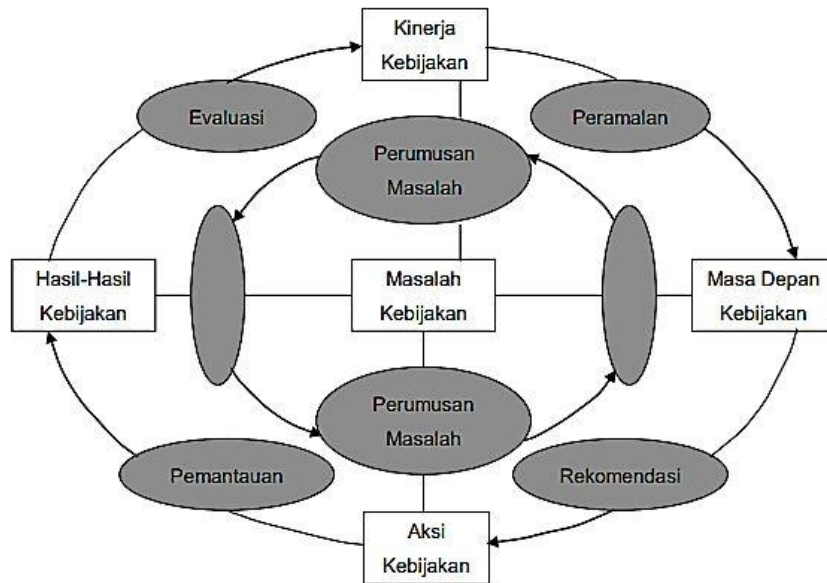 Kinerja
Kebijakan
Evaluasi
Peramalan
Perumusan
Masalah
Hasil-Hasil
Kebijakan
Masalah
Kebijakan
Masa Depan
Kebijakan
Perumusan
Masalah
Pemantauan
Rekomendasi
Aksi
Kebijakan